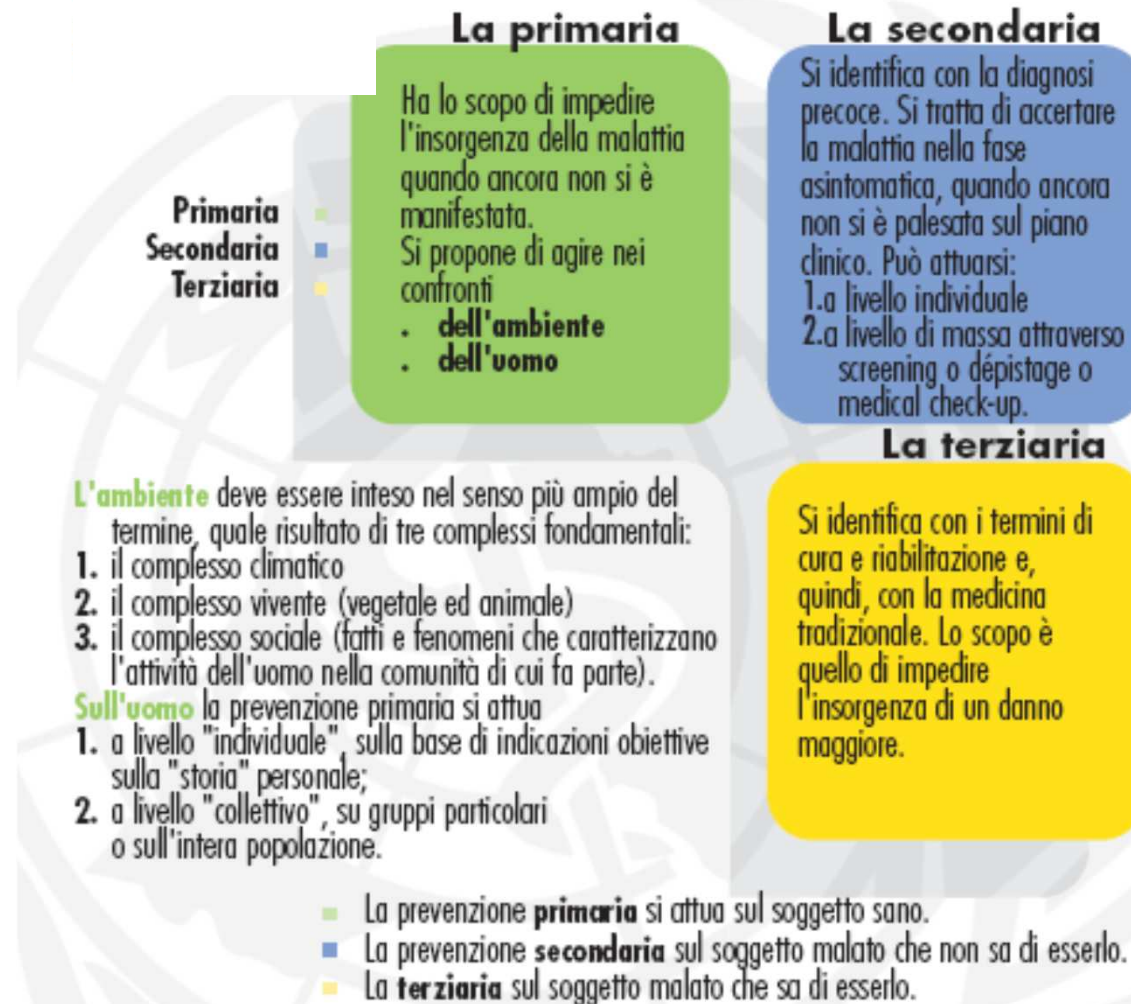 La primaria
Ha lo scopo di impedire
l'insorgenza della malattia
quando ancora non si è
manifestata.
Si propone di agire nei
confronti
. dell'ambiente
. dell'uomo
La secondaria
Si identifica con la diagnosi
precoce. Si tratta di accertare
la malattia nella fase
asintomatica, quando ancora
non si è palesata sul piano
clinico. Può attuarsi:
1.a livello individuale
2.a livello di massa attraverso
screening o dépistage o
medical check-up.
Primaria
Secondaria
Terziaria
La terziaria
Si identifica con i termini di
cura e riabilitazione e,
quindi, con la medicina
tradizionale. Lo scopo è
quello di impedire
l'insorgenza di un danno
maggiore.
L'ambiente deve essere inteso nel senso più ampio del
termine, quale risultato di tre complessi fondamentali:
1. il complesso climatico
2. il complesso vivente (vegetale ed animale)
3. il complesso sociale (fatti e fenomeni che caratterizzano
l'attività dell'uomo nella comunità di cui fa parte).
Sull'uomo la prevenzione primaria si attua
1. a livello "individuale", sulla base di indicazioni obiettive
sulla "storia" personale;
2. a livello "collettivo", su gruppi particolari
o sull'intera popolazione.
La prevenzione primaria si attua sul soggetto sano.
La prevenzione secondaria sul soggetto malato che non sa di esserlo.
La terziaria sul soggetto malato che sa di esserlo.